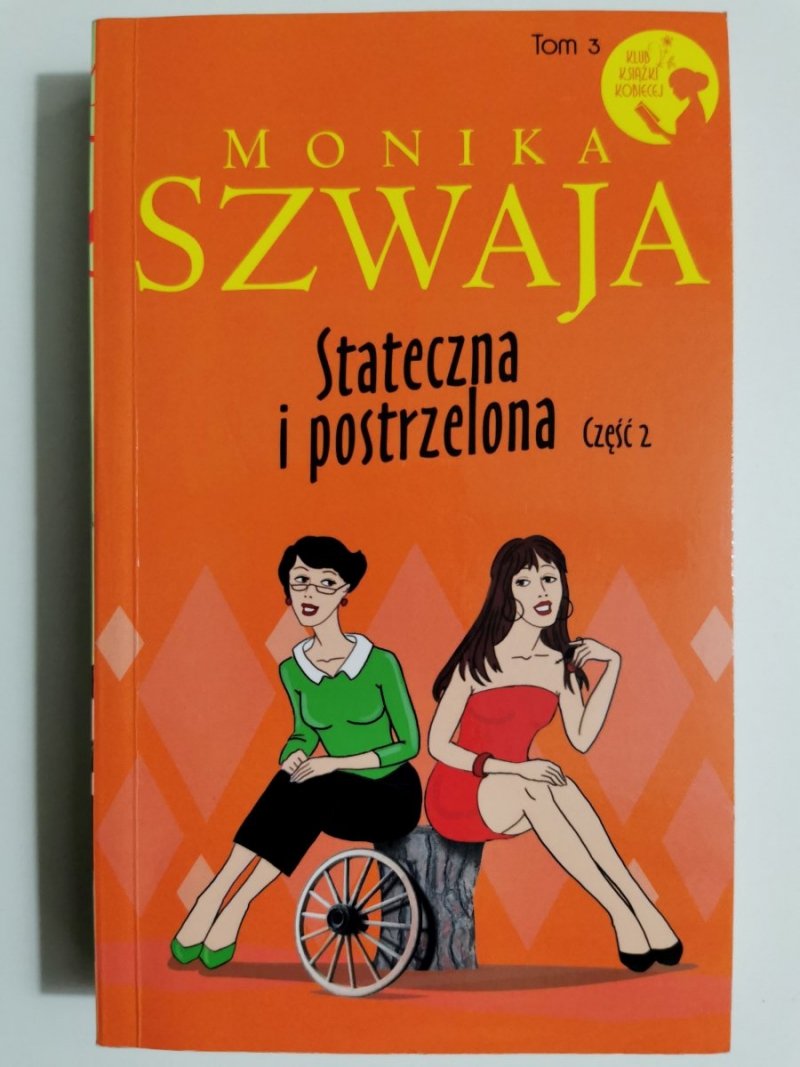 Tom 3
KLUB
KSIĄŻKI
KOBIECEJ
MONIKA
SZWAJA
Stateczna
i postrzelona Część 2